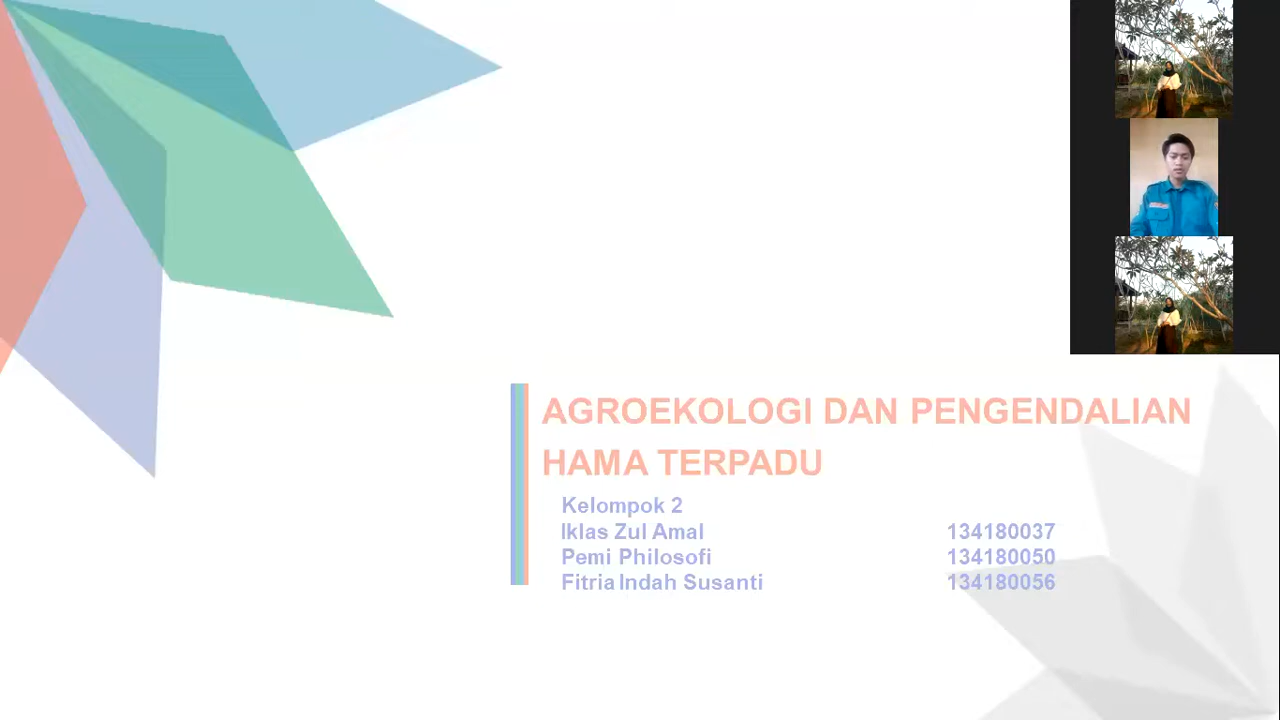 AGROEKOLOGI DAN PENGENDALIAN
HAMA TERPADU
Kelompok 2
Iklas Zul Amal 134180037
Pemi Philosofi 134180050
Fitria Indah Susanti 134180056